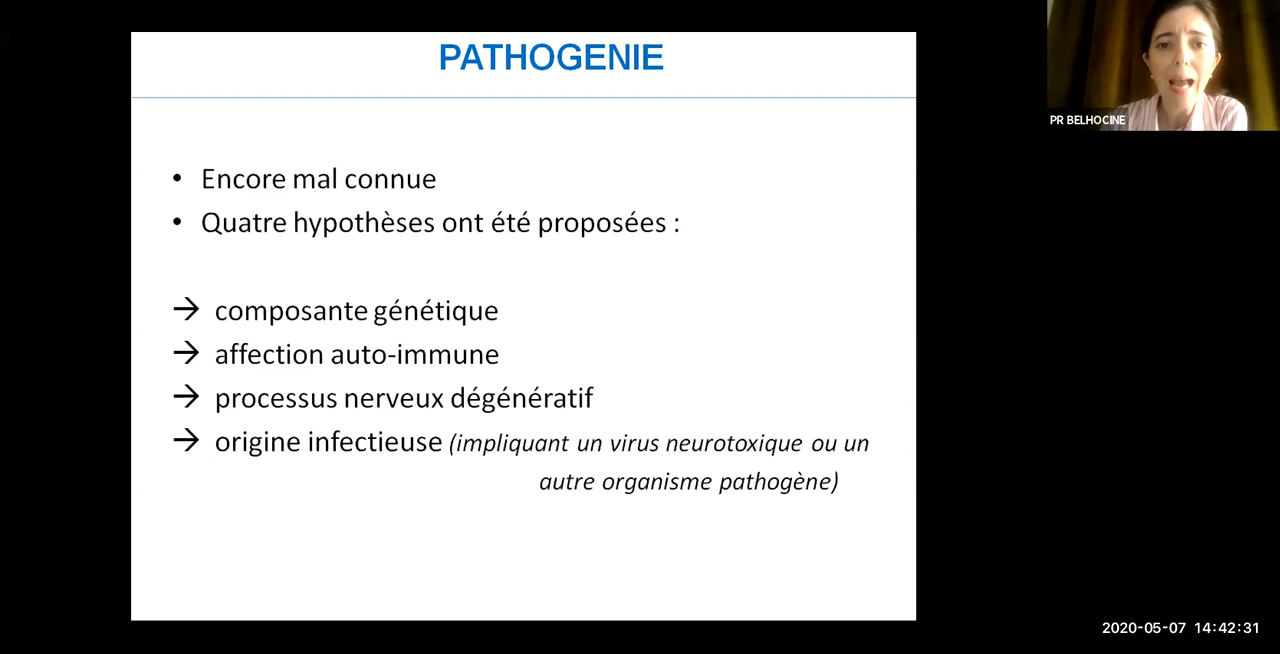 PATHOGENIE
• Encore mal connue
• Quatre hypothèses ont été proposées :
→ composante génétique
→ affection auto-immune
→ processus nerveux dégénératif
→ origine infectieuse (impliquant un virus neurotoxique ou un
autre organisme pathogène)
PR BELHOCINE
2020-05-07 14:42:31